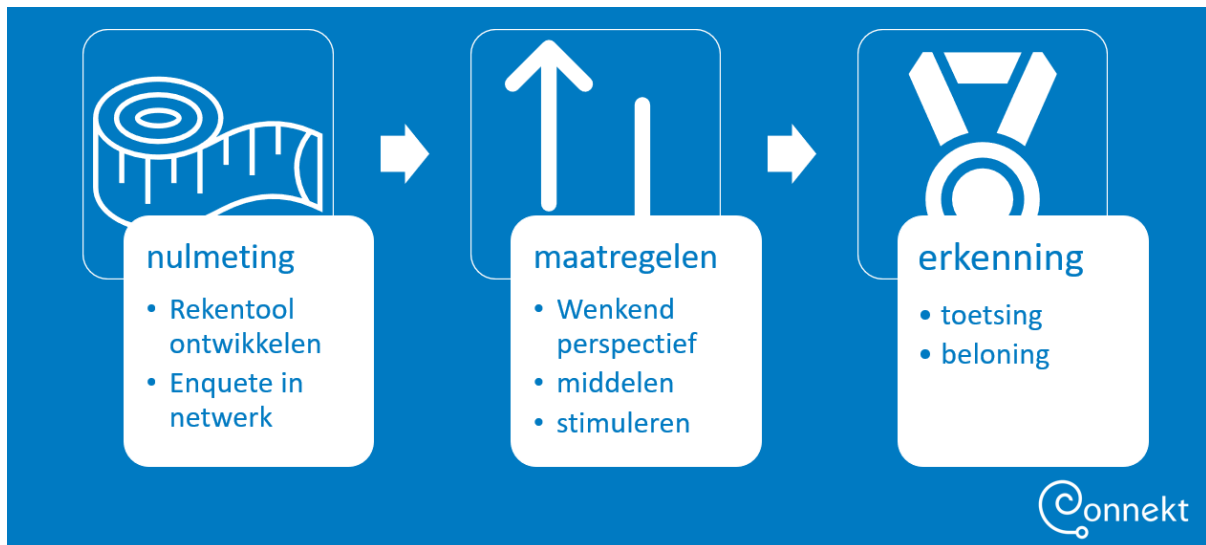 nulmeting
• Rekentool
ontwikkelen
• Enquete in
netwerk
maatregelen
• Wenkend
perspectief
• middelen
• stimuleren
erkenning
• toetsing
• beloning
Connekt